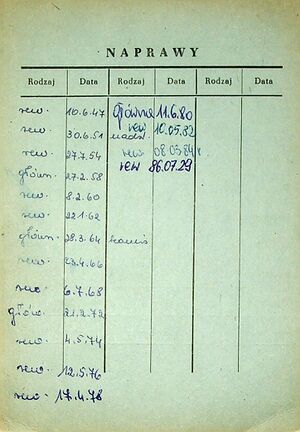 NAPRAWY
Rodzaj Data Rodzaj Data Rodzaj Data
rew. 10.6.47 główna 11.6.80
rew. 30.6.51 nadzw. rew 10.05.82
rew. 27.7.54 rew 08 03 84 r
główn. 27.2.58 rew 86.07.29
rew. 8.2.60
rew. 22.1.62
główn. 28.3.64
rew. 23.4.66
rew 6.7.68
głów. 21.2.72
rew. 4.5.74
rew. 12.5.76
rew. 17.4.78